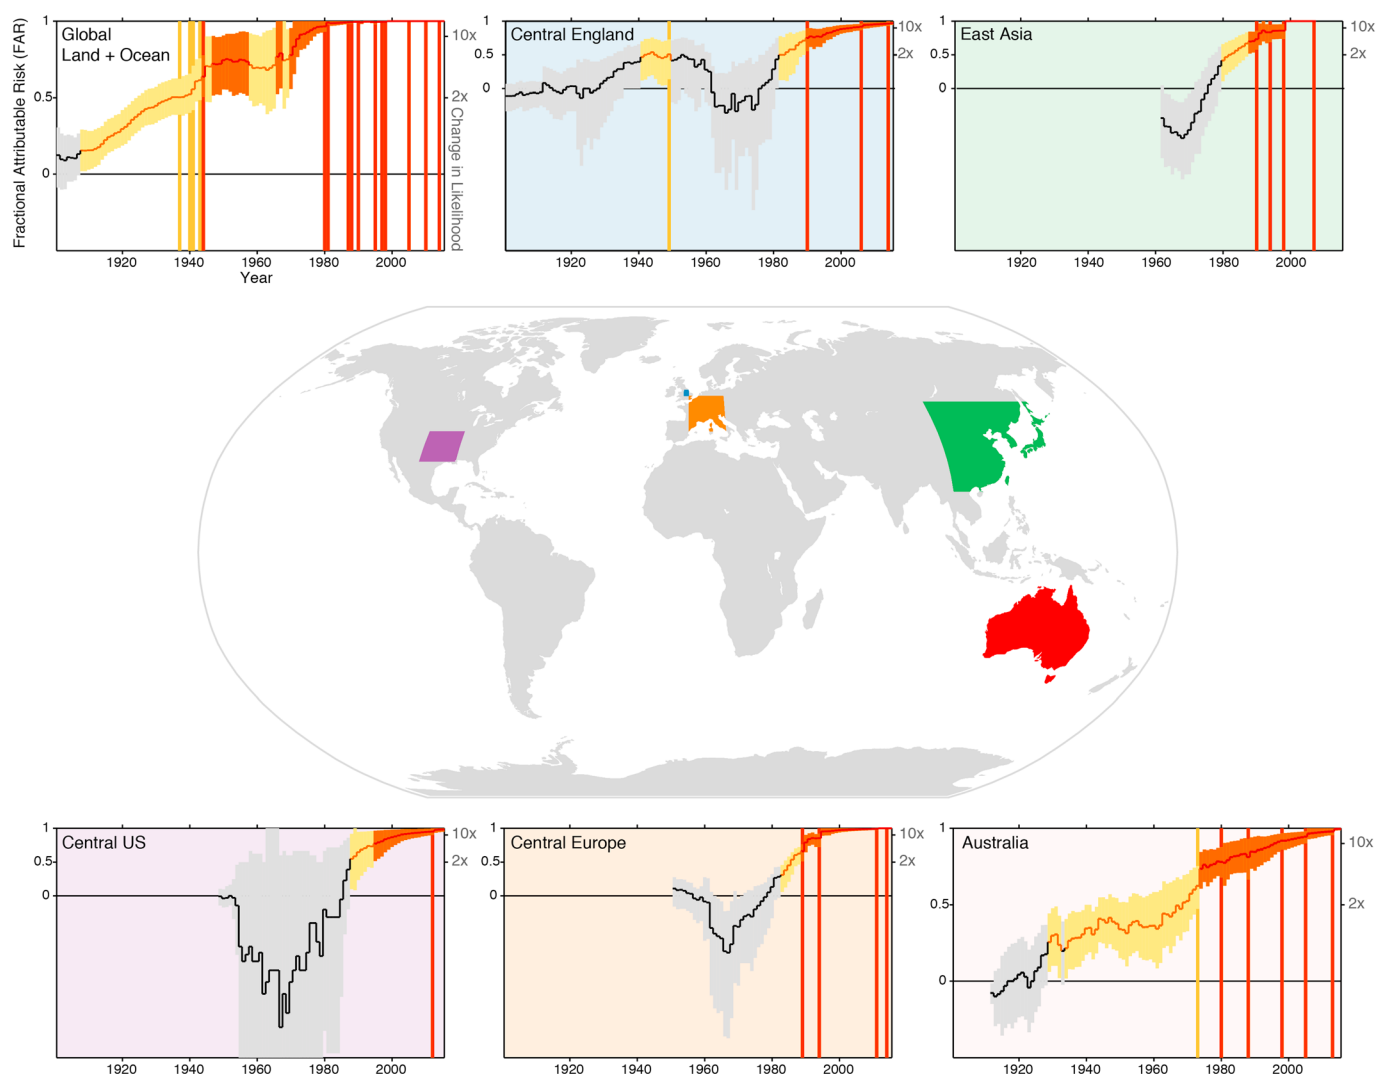 Fractional Attributable Risk (FAR)
1
0.5
0
Global
Land + Ocean
10x
2x
Change in Likelihood
1920 1940 1960 1980 2000
Year
1
0.5
0
Central England
10x
2x
1920 1940 1960 1980 2000
1
0.5
0
East Asia
10x
2x
1920 1940 1960 1980 2000
1
0.5
0
Central US
10x
2x
1920 1940 1960 1980 2000
1
0.5
0
Central Europe
10x
2x
1920 1940 1960 1980 2000
1
0.5
0
Australia
10x
2x
1920 1940 1960 1980 2000